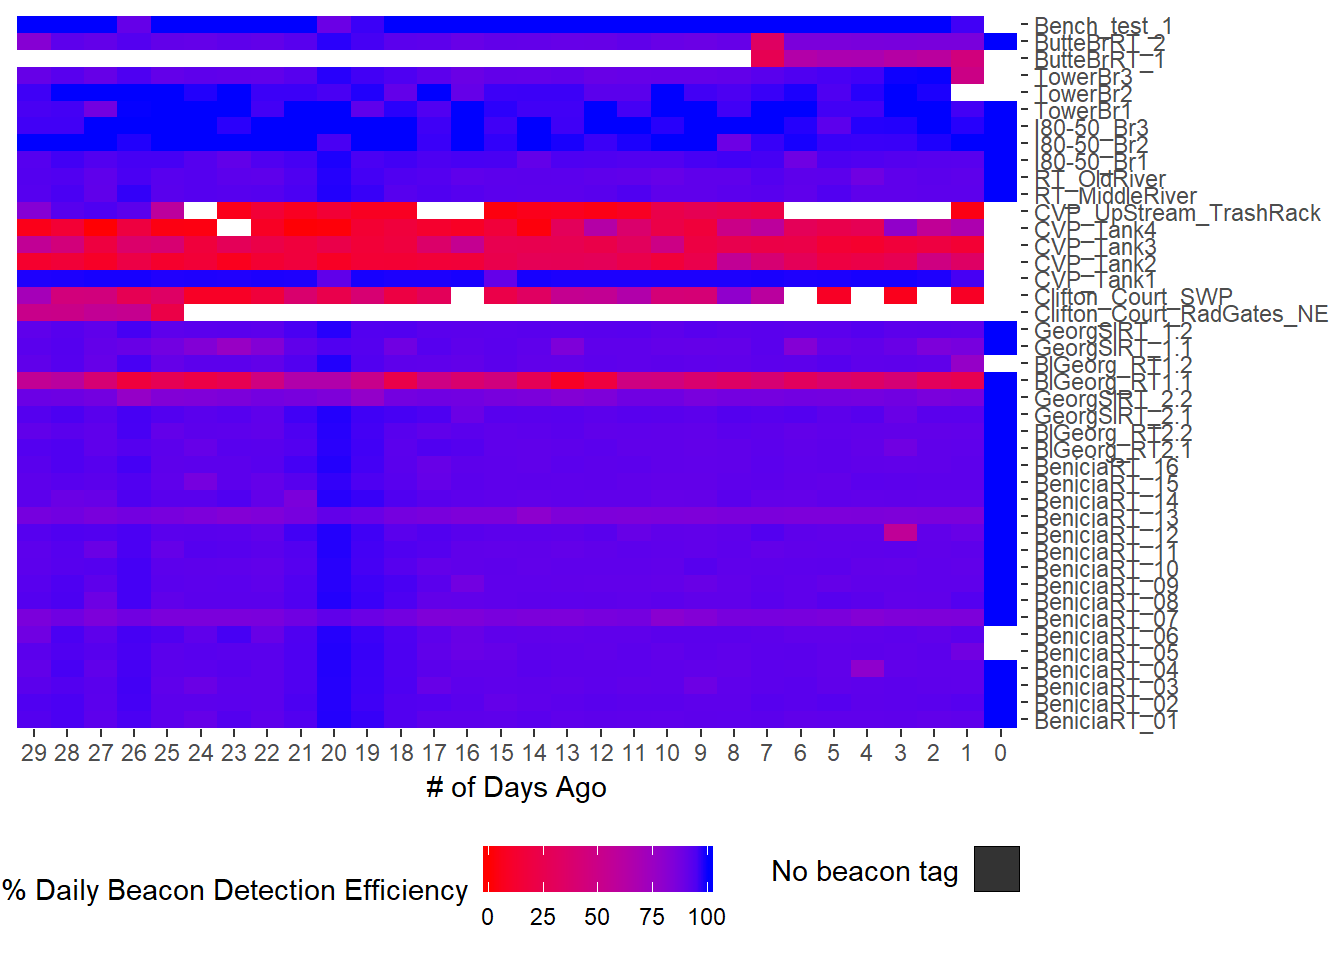 Bench_test_1
ButteBrRT_2
ButteBrRT_1
TowerBr3
TowerBr2
TowerBr1
I80-50_Br3
I80-50_Br2
I80-50_Br1
RT_OldRiver
RT_MiddleRiver
CVP_UpStream_TrashRack
CVP_Tank4
CVP_Tank3
CVP_Tank2
CVP_Tank1
Clifton_Court_SWP
Clifton_Court_RadGates_NE
GeorgSlRT_1.2
GeorgSlRT_1.1
BlGeorg_RT1.2
BlGeorg_RT1.1
GeorgSlRT_2.2
GeorgSlRT_2.1
BlGeorg_RT2.2
BlGeorg_RT2.1
BeniciaRT_16
BeniciaRT_15
BeniciaRT_14
BeniciaRT_13
BeniciaRT_12
BeniciaRT_11
BeniciaRT_10
BeniciaRT_09
BeniciaRT_08
BeniciaRT_07
BeniciaRT_06
BeniciaRT_05
BeniciaRT_04
BeniciaRT_03
BeniciaRT_02
BeniciaRT_01
29 28 27 26 25 24 23 22 21 20 19 18 17 16 15 14 13 12 11 10 9 8 7 6 5 4 3 2 1 0
# of Days Ago
% Daily Beacon Detection Efficiency
0 25 50 75 100
No beacon tag